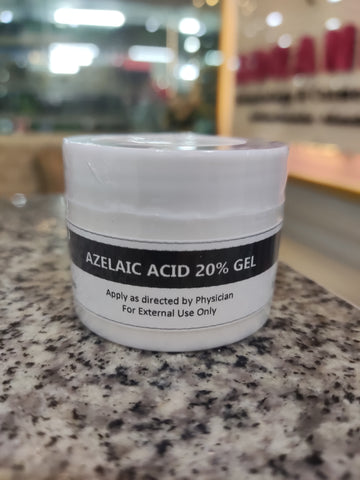 AZELAIC ACID 20% GEL
Apply as directed by Physician
For External Use Only